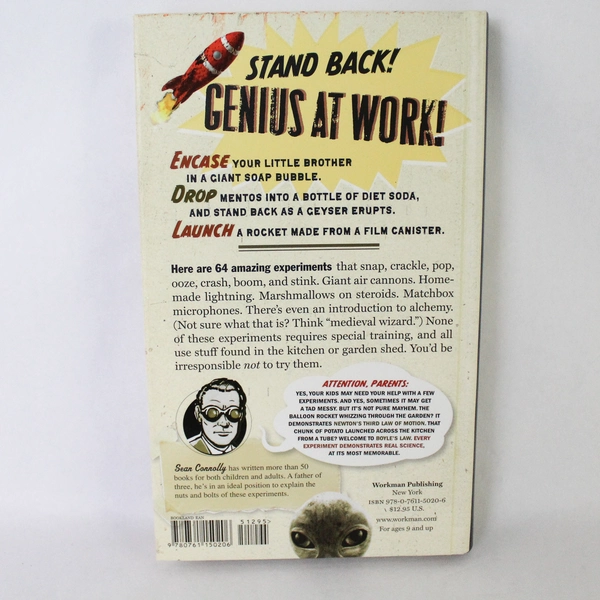 STAND BACK!
GENIUS AT WORK!
ENCASE YOUR LITTLE BROTHER
IN A GIANT SOAP BUBBLE.
DROP MENTOS INTO A BOTTLE OF DIET SODA,
AND STAND BACK AS A GEYSER ERUPTS.
LAUNCH A ROCKET MADE FROM A FILM CANISTER.
Here are 64 amazing experiments that snap, crackle, pop,
ooze, crash, boom, and stink. Giant air cannons. Home-
made lightning. Marshmallows on steroids. Matchbox
microphones. There's even an introduction to alchemy.
(Not sure what that is? Think "medieval wizard.") None
of these experiments requires special training, and all
use stuff found in the kitchen or garden shed. You'd be
irresponsible not to try them.
ATTENTION, PARENTS:
YES, YOUR KIDS MAY NEED YOUR HELP WITH A FEW
EXPERIMENTS. AND YES, SOMETIMES IT MAY GET
A TAD MESSY. BUT IT'S NOT PURE MAYHEM. THE
BALLOON ROCKET WHIZZING THROUGH THE GARDEN? IT
DEMONSTRATES NEWTON'S THIRD LAW OF MOTION. THAT
CHUNK OF POTATO LAUNCHED ACROSS THE KITCHEN
FROM A TUBE? WELCOME TO BOYLE'S LAW. EVERY
EXPERIMENT DEMONSTRATES REAL SCIENCE,
AT ITS MOST MEMORABLE.
Sean Connolly has written more than 50
books for both children and adults. A father of
three, he's in an ideal position to explain the
nuts and bolts of these experiments.
Workman Publishing
New York
ISBN 978-0-7611-5020-6
$12.95 U.S.
www.workman.com
For ages 9 and up
BOOKLAND EAN
51295>
9 780761 150206